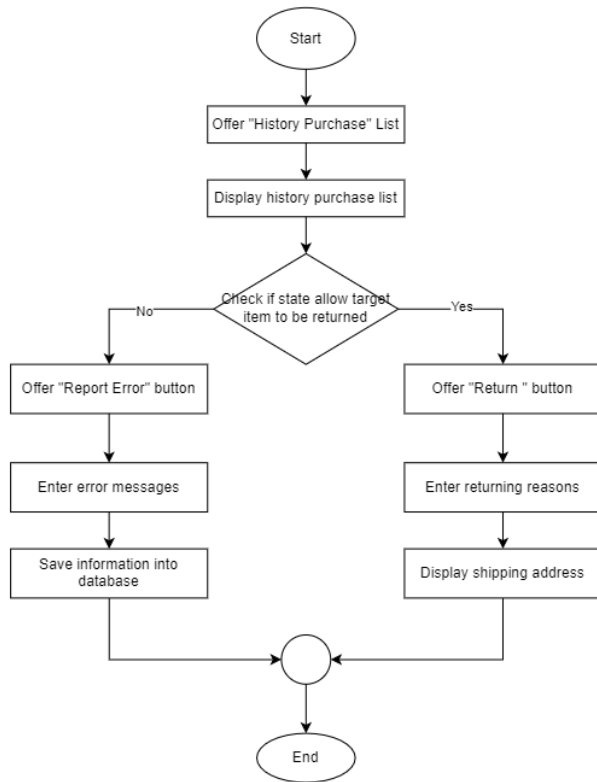 Start
Offer "History Purchase" List
Display history purchase list
Check if state allow target
item to be returned
No
Yes
Offer "Report Error" button
Offer "Return " button
Enter error messages
Enter returning reasons
Save information into
database
Display shipping address
End